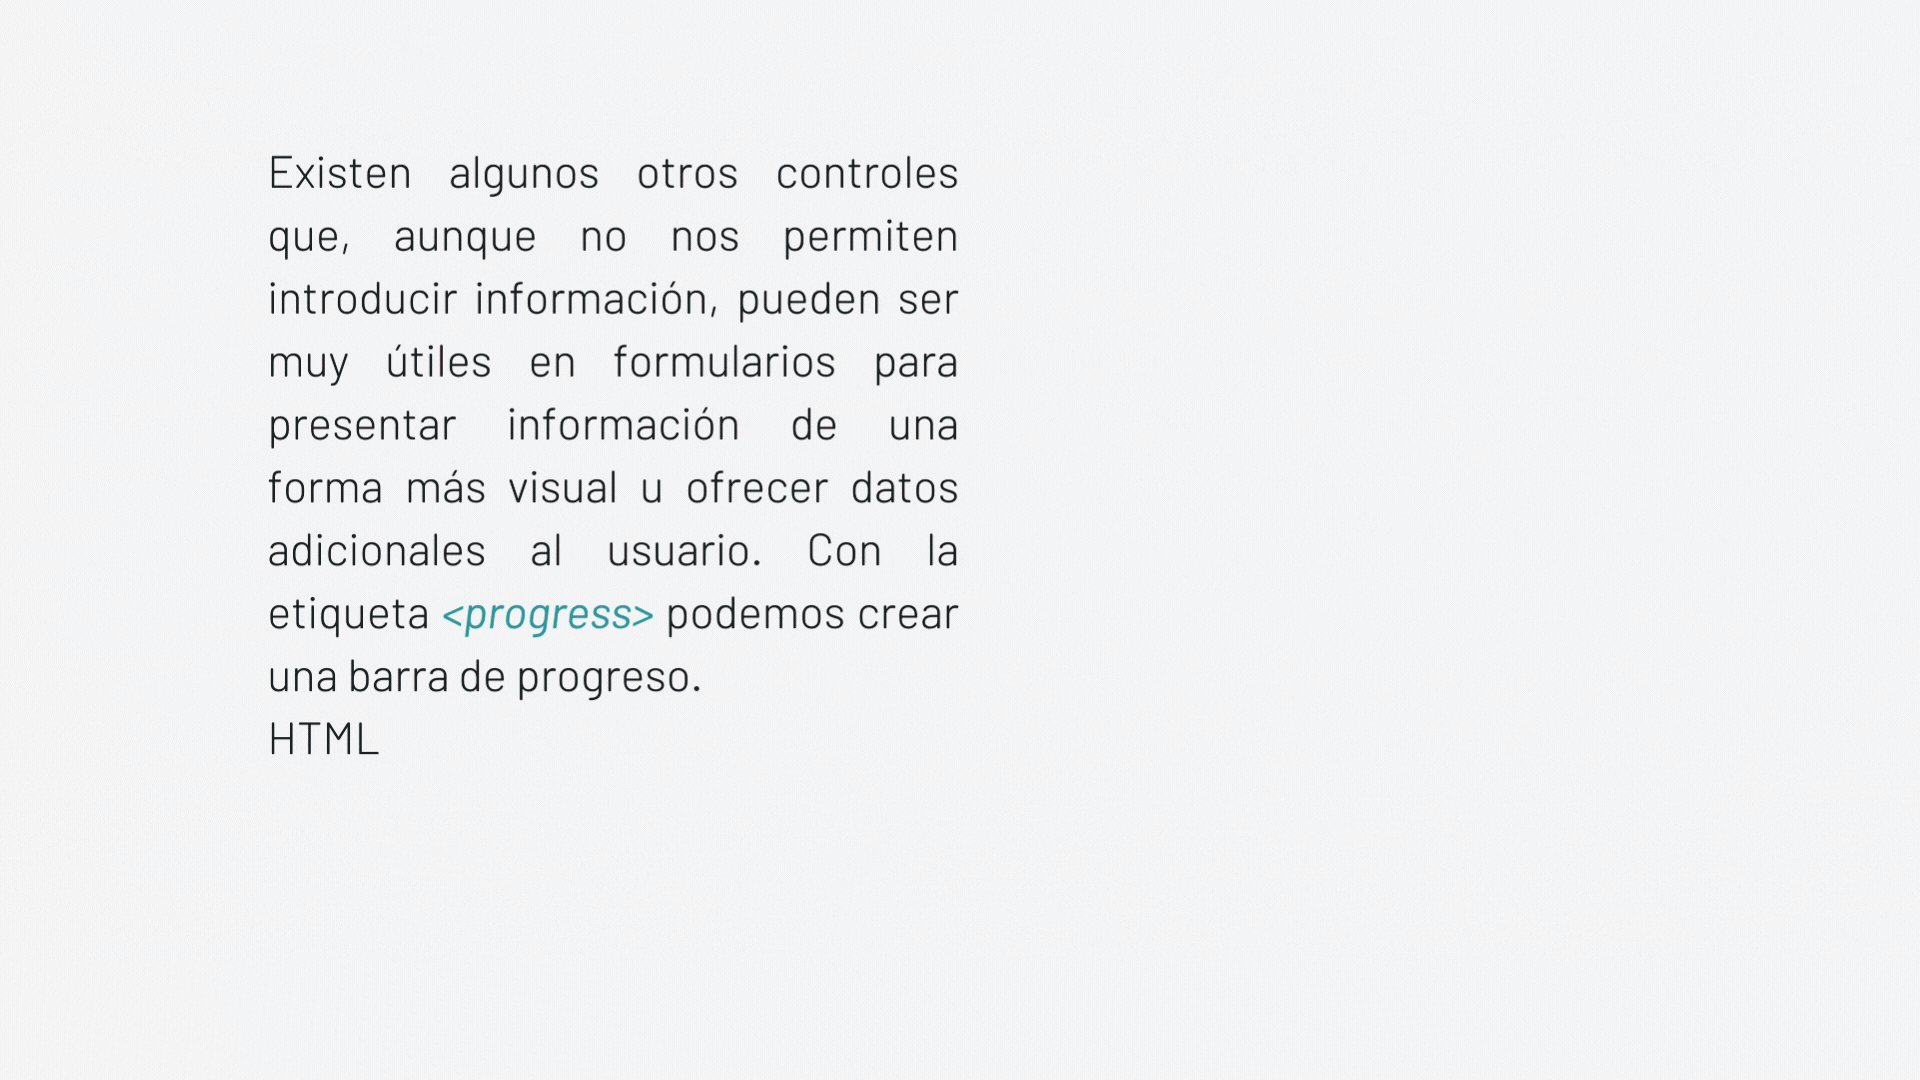 Existen algunos otros controles
que, aunque no nos permiten
introducir información, pueden ser
muy útiles en formularios para
presentar información de una
forma más visual u ofrecer datos
adicionales al usuario. Con la
etiqueta <progress> podemos crear
una barra de progreso.
HTML